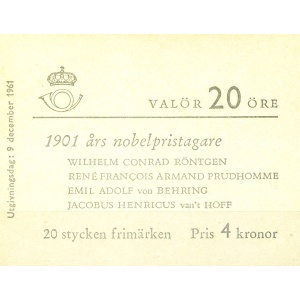 VALÖR 20 ÖRE
1901 års nobelpristagare
WILHELM CONRAD RÖNTGEN
RENÉ FRANÇOIS ARMAND PRUDHOMME
EMIL ADOLF von BEHRING
JACOBUS HENRICUS van't HOFF
20 stycken frimärken Pris 4 kronor
Utgivningsdag: 9 december 1961